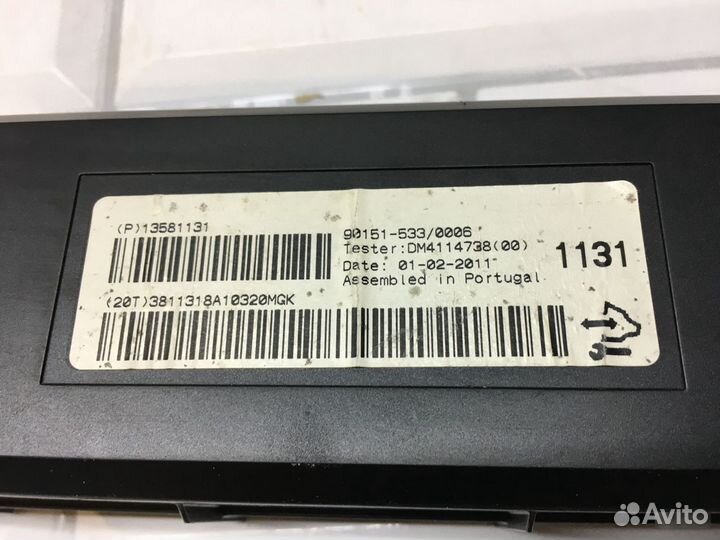 (P)13581131
90151-533/0006
Tester:DM4114738(00)
Date: 01-02-2011
Assembled in Portugal
1131
(20T)3811318A10320MGK
Avito